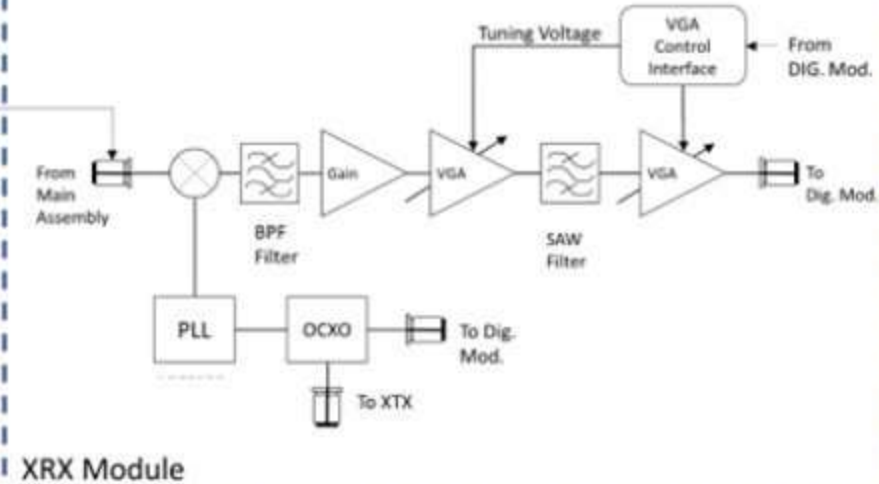 VGA
Control
Interface
Tuning Voltage
From
DIG. Mod.
From
Main
Assembly
Gain
VGA
VGA
To
Dig. Mod.
BPF
Filter
SAW
Filter
PLL
OCXO
To Dig.
Mod.
To XTX
XRX Module